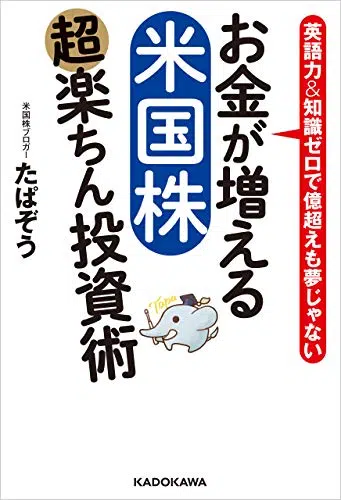 英語力&知識ゼロで億超えも夢じゃない
お金が増える
米国株
超楽ちん投資術
米国株ブロガー たぱぞう
Tapa
KADOKAWA